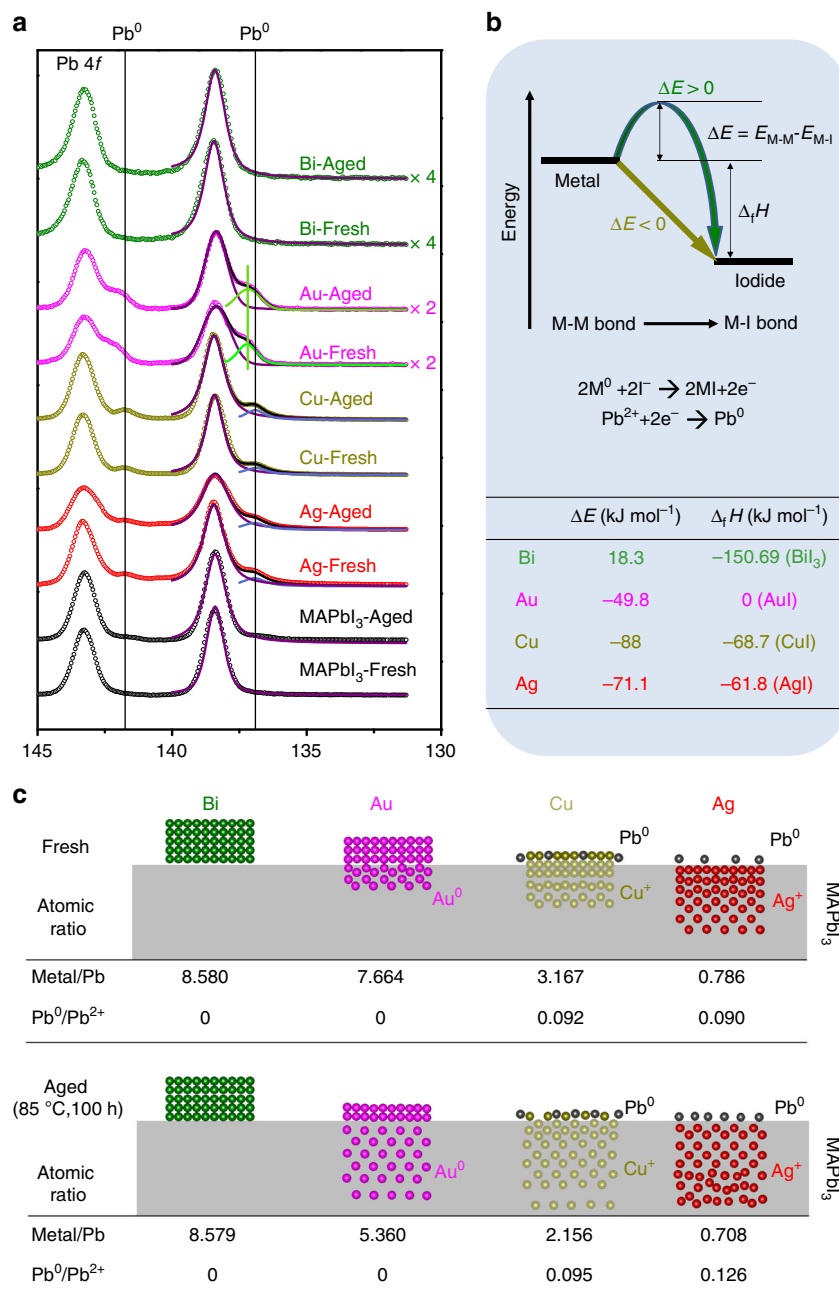 a
Pb⁰ Pb⁰
Pb 4f
Bi-Aged
× 4
Bi-Fresh
× 4
Au-Aged
× 2
Au-Fresh
× 2
Cu-Aged
Cu-Fresh
Ag-Aged
Ag-Fresh
MAPbI₃-Aged
MAPbI₃-Fresh
145 140 135 130
b
ΔE > 0
ΔE = E_M-M-E_M-I
Metal
Energy
Δ_fH
ΔE < 0
Iodide
M-M bond M-I bond
2M⁰ +2I⁻ → 2MI+2e⁻
Pb²⁺+2e⁻ → Pb⁰
ΔE (kJ mol⁻¹) Δ_fH (kJ mol⁻¹)
Bi 18.3 −150.69 (BiI₃)
Au −49.8 0 (AuI)
Cu −88 −68.7 (CuI)
Ag −71.1 −61.8 (AgI)
c
Bi Au Cu Ag
Fresh Pb⁰ Pb⁰
Au⁰ Cu⁺ Ag⁺
MAPbI₃
Atomic
ratio
Metal/Pb 8.580 7.664 3.167 0.786
Pb⁰/Pb²⁺ 0 0 0.092 0.090
Aged
(85 °C,100 h)
Pb⁰ Pb⁰
Au⁰ Cu⁺ Ag⁺
MAPbI₃
Atomic
ratio
Metal/Pb 8.579 5.360 2.156 0.708
Pb⁰/Pb²⁺ 0 0 0.095 0.126